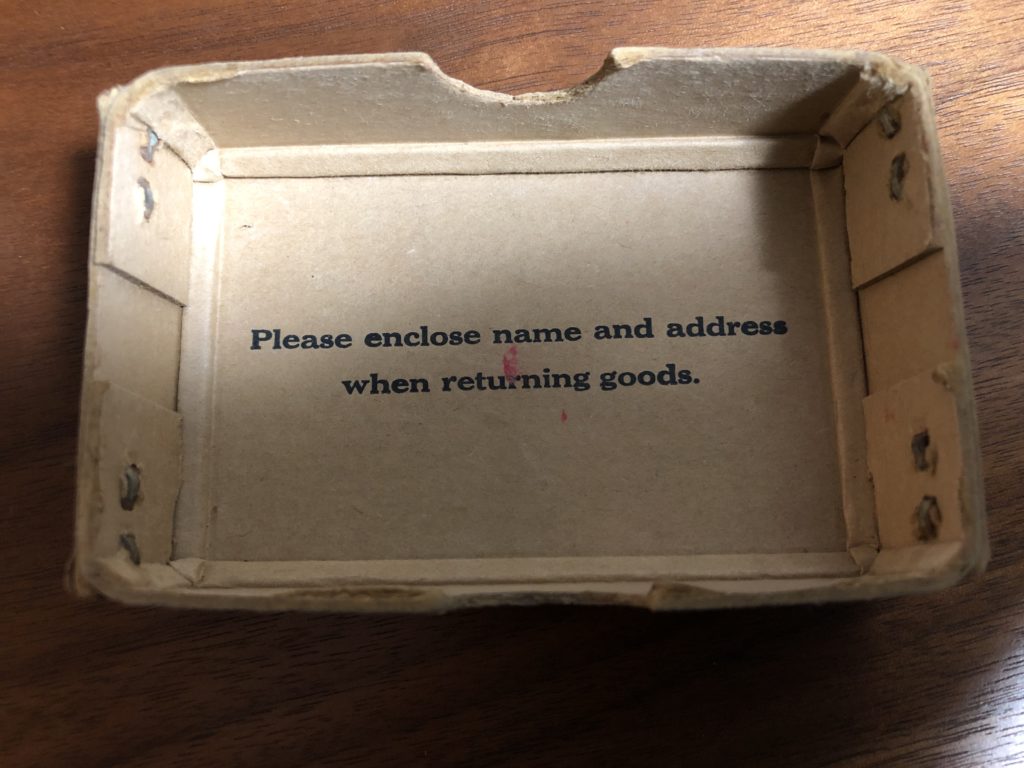 Please enclose name and address
when returning goods.